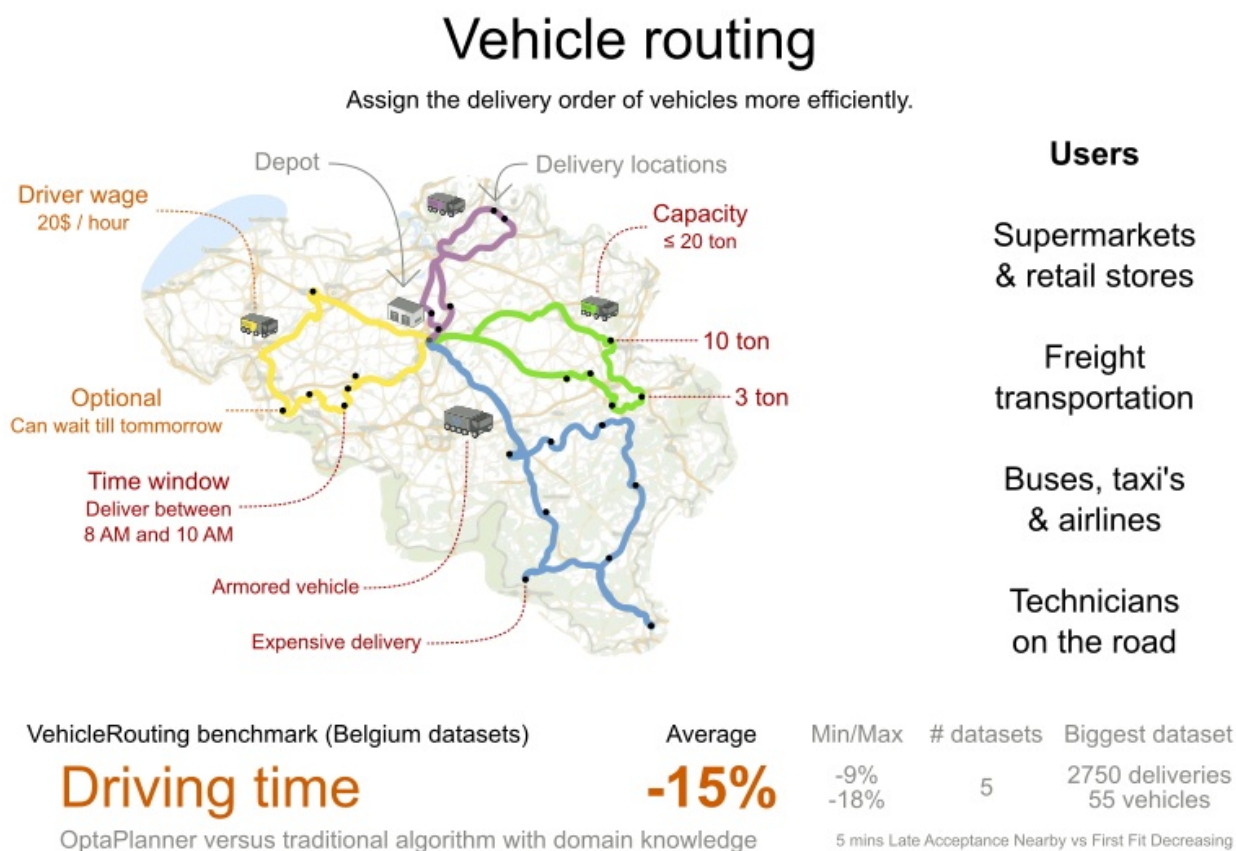 Vehicle routing
Assign the delivery order of vehicles more efficiently.
Depot
Delivery locations
Driver wage
20$ / hour
Capacity
≤ 20 ton
10 ton
3 ton
Optional
Can wait till tommorrow
Time window
Deliver between
8 AM and 10 AM
Armored vehicle
Expensive delivery
Users
Supermarkets
& retail stores
Freight
transportation
Buses, taxi's
& airlines
Technicians
on the road
VehicleRouting benchmark (Belgium datasets)
Average
Min/Max
# datasets
Biggest dataset
Driving time
-15%
-9%
-18%
5
2750 deliveries
55 vehicles
OptaPlanner versus traditional algorithm with domain knowledge
5 mins Late Acceptance Nearby vs First Fit Decreasing